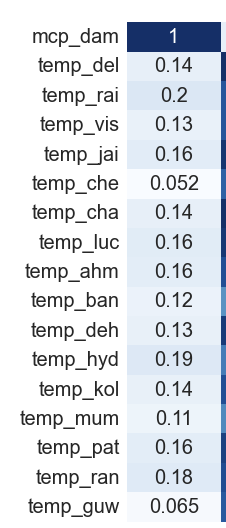 mcp_dam 1
temp_del 0.14
temp_rai 0.2
temp_vis 0.13
temp_jai 0.16
temp_che 0.052
temp_cha 0.14
temp_luc 0.16
temp_ahm 0.16
temp_ban 0.12
temp_deh 0.13
temp_hyd 0.19
temp_kol 0.14
temp_mum 0.11
temp_pat 0.16
temp_ran 0.18
temp_guw 0.065